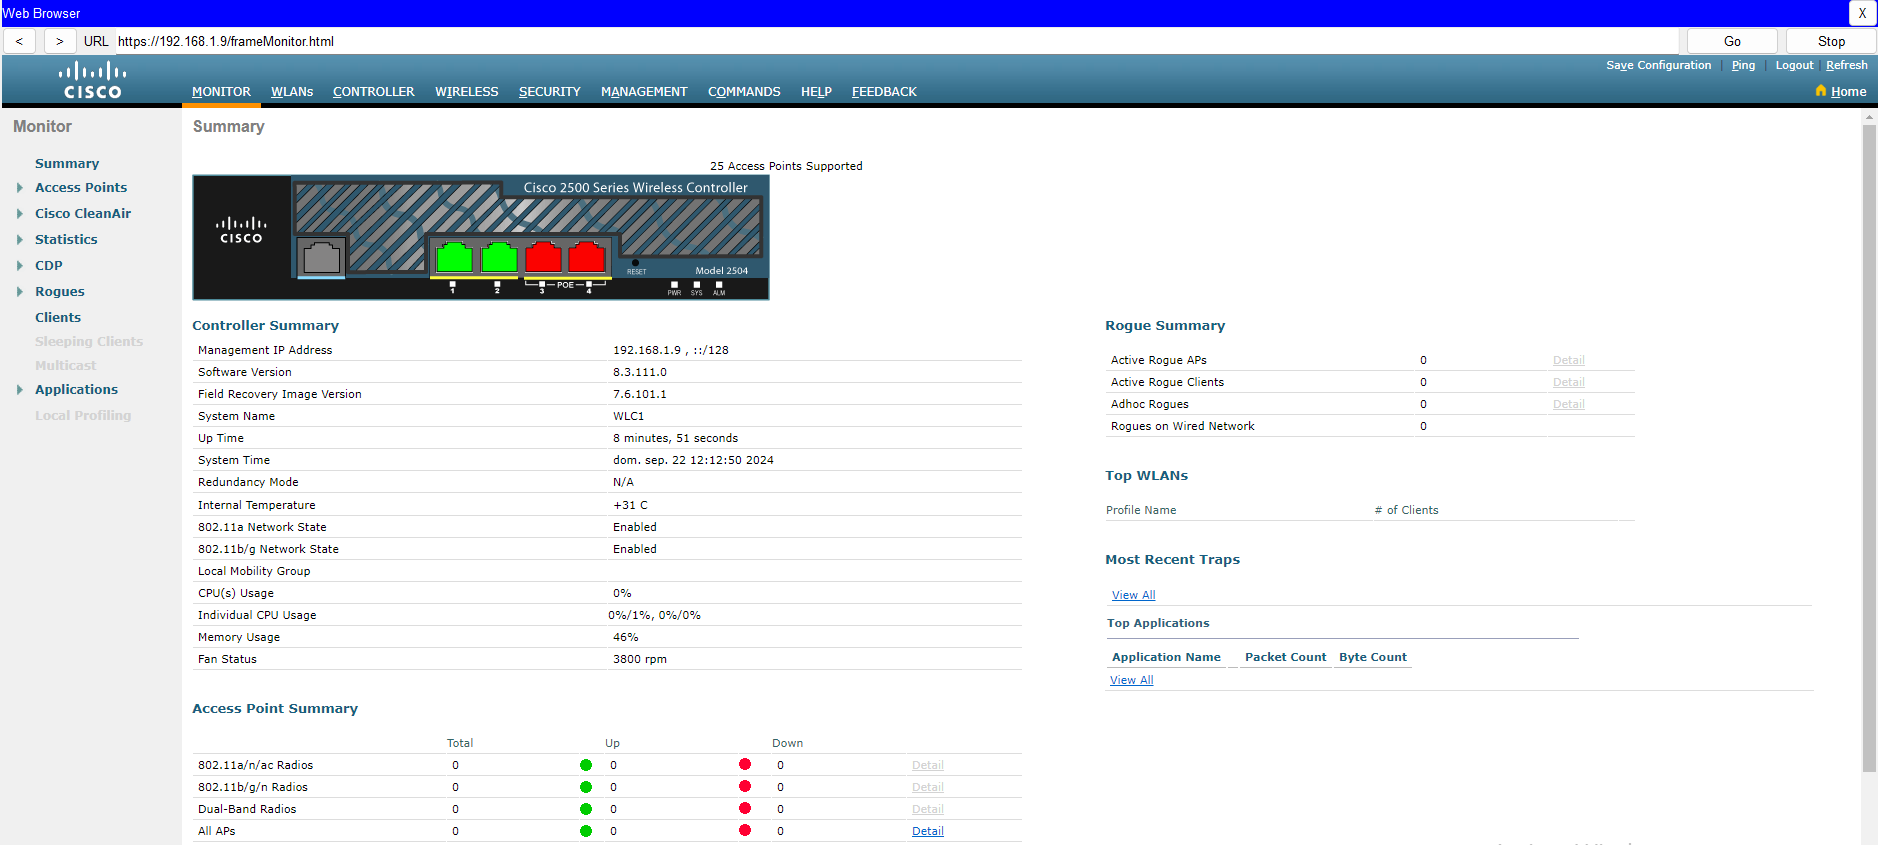 Web Browser
X
< > URL https://192.168.1.9/frameMonitor.html Go Stop
Save Configuration | Ping | Logout | Refresh
CISCO
MONITOR WLANs CONTROLLER WIRELESS SECURITY MANAGEMENT COMMANDS HELP FEEDBACK Home
Monitor
Summary
Access Points
Cisco CleanAir
Statistics
CDP
Rogues
Clients
Sleeping Clients
Multicast
Applications
Local Profiling
Summary
25 Access Points Supported
Cisco 2500 Series Wireless Controller
CISCO
RESET
Model 2504
1 2 3 POE 4
PWR SYS ALM
Controller Summary
Management IP Address 192.168.1.9 , ::/128
Software Version 8.3.111.0
Field Recovery Image Version 7.6.101.1
System Name WLC1
Up Time 8 minutes, 51 seconds
System Time dom. sep. 22 12:12:50 2024
Redundancy Mode N/A
Internal Temperature +31 C
802.11a Network State Enabled
802.11b/g Network State Enabled
Local Mobility Group
CPU(s) Usage 0%
Individual CPU Usage 0%/1%, 0%/0%
Memory Usage 46%
Fan Status 3800 rpm
Access Point Summary
Total Up Down
802.11a/n/ac Radios 0 0 0 Detail
802.11b/g/n Radios 0 0 0 Detail
Dual-Band Radios 0 0 0 Detail
All APs 0 0 0 Detail
Rogue Summary
Active Rogue APs 0 Detail
Active Rogue Clients 0 Detail
Adhoc Rogues 0 Detail
Rogues on Wired Network 0
Top WLANs
Profile Name # of Clients
Most Recent Traps
View All
Top Applications
Application Name Packet Count Byte Count
View All